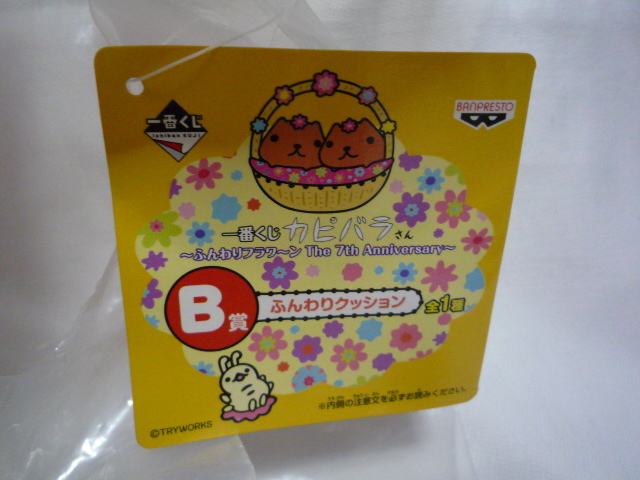 一番くじ
ichiban KUJI
BANPRESTO
一番くじ カピバラさん
～ふんわりフラワ～ン The 7th Anniversary～
B賞
ふんわりクッション
全1種
※内側の注意文を必ずお読みください。
©TRYWORKS